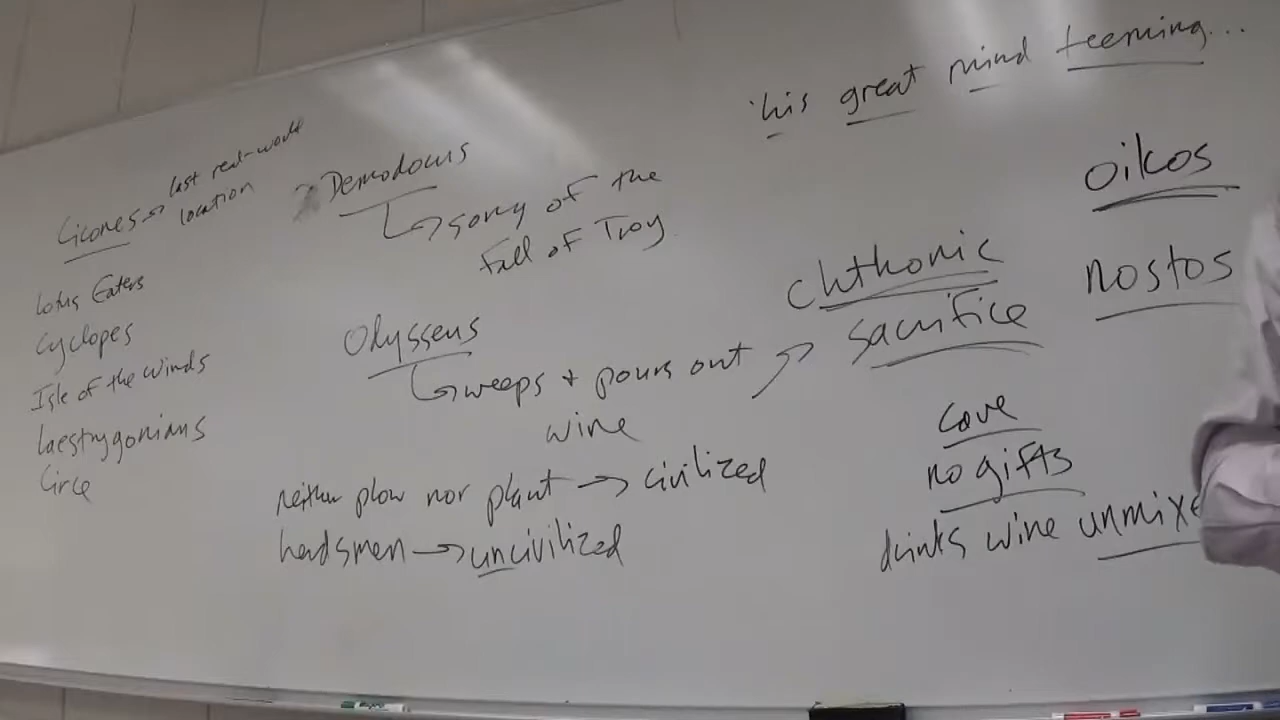 'his great mind teeming...
Cicones → last real-world
location
Lotus Eaters
Cyclopes
Isle of the Winds
Laestrygonians
Circe
Demodocus
↳ song of the
Fall of Troy
Odysseus
↳ weeps + pours out
wine
neither plow nor plant → civilized
herdsmen → uncivilized
oikos
nostos
chthonic
sacrifice
cave
no gifts
drinks wine unmixe